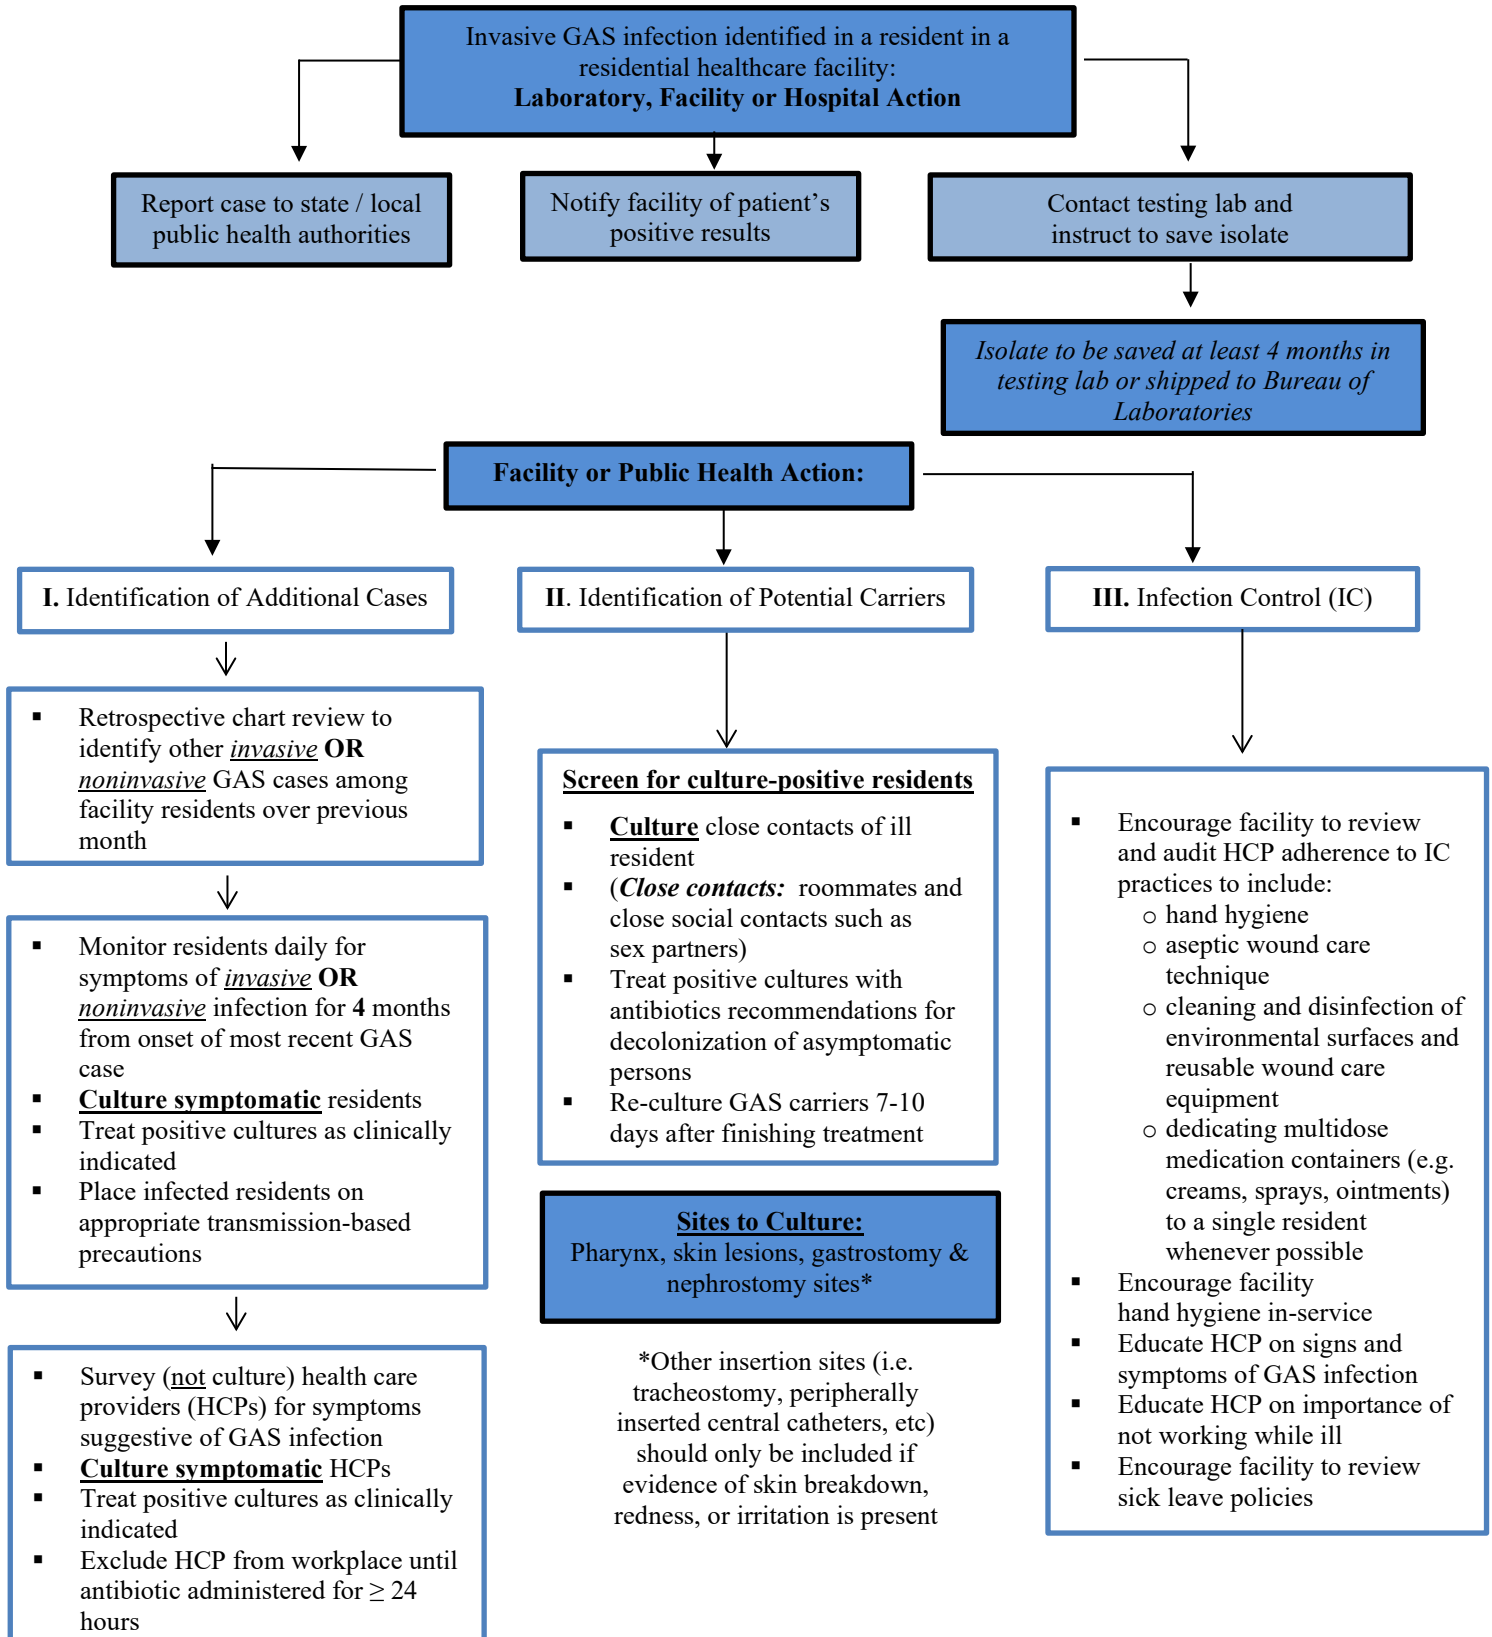 Invasive GAS infection identified in a resident in a
residential healthcare facility:
Laboratory, Facility or Hospital Action
Report case to state / local
public health authorities
Notify facility of patient's
positive results
Contact testing lab and
instruct to save isolate
Isolate to be saved at least 4 months in
testing lab or shipped to Bureau of
Laboratories
Facility or Public Health Action:
I. Identification of Additional Cases
▪ Retrospective chart review to
identify other invasive OR
noninvasive GAS cases among
facility residents over previous
month
▪ Monitor residents daily for
symptoms of invasive OR
noninvasive infection for 4 months
from onset of most recent GAS
case
▪ Culture symptomatic residents
▪ Treat positive cultures as clinically
indicated
▪ Place infected residents on
appropriate transmission-based
precautions
▪ Survey (not culture) health care
providers (HCPs) for symptoms
suggestive of GAS infection
▪ Culture symptomatic HCPs
▪ Treat positive cultures as clinically
indicated
▪ Exclude HCP from workplace until
antibiotic administered for ≥ 24
hours
II. Identification of Potential Carriers
Screen for culture-positive residents
▪ Culture close contacts of ill
resident
▪ (Close contacts: roommates and
close social contacts such as
sex partners)
▪ Treat positive cultures with
antibiotics recommendations for
decolonization of asymptomatic
persons
▪ Re-culture GAS carriers 7-10
days after finishing treatment
Sites to Culture:
Pharynx, skin lesions, gastrostomy &
nephrostomy sites*
*Other insertion sites (i.e.
tracheostomy, peripherally
inserted central catheters, etc)
should only be included if
evidence of skin breakdown,
redness, or irritation is present
III. Infection Control (IC)
▪ Encourage facility to review
and audit HCP adherence to IC
practices to include:
o hand hygiene
o aseptic wound care
technique
o cleaning and disinfection of
environmental surfaces and
reusable wound care
equipment
o dedicating multidose
medication containers (e.g.
creams, sprays, ointments)
to a single resident
whenever possible
▪ Encourage facility
hand hygiene in-service
▪ Educate HCP on signs and
symptoms of GAS infection
▪ Educate HCP on importance of
not working while ill
▪ Encourage facility to review
sick leave policies